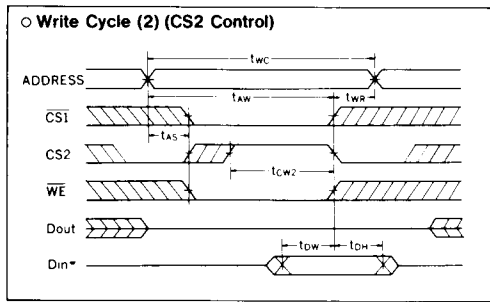 ○ Write Cycle (2) (CS2 Control)
tWC
ADDRESS
tAW
tWR
CS1
tAS
CS2
tCW2
WE
Dout
tDW
tDH
Din*